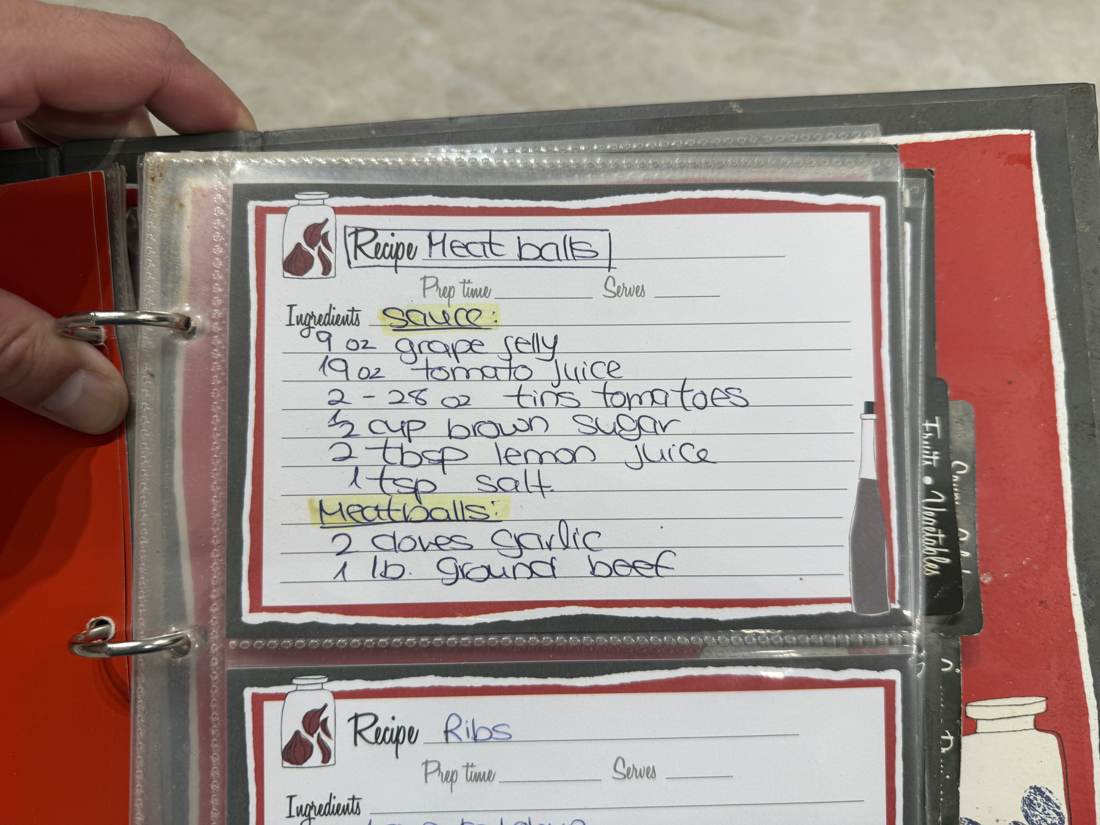 Recipe Meatballs
Prep time Serves
Ingredients sauce:
9 oz grape jelly
19 oz tomato juice
2 - 28 oz tins tomatoes
1/2 cup brown sugar
2 tbsp lemon juice
1 tsp salt.
Meatballs:
2 cloves garlic
1 lb. ground beef
Fruits • Vegetables
Recipe Ribs
Prep time Serves
Ingredients